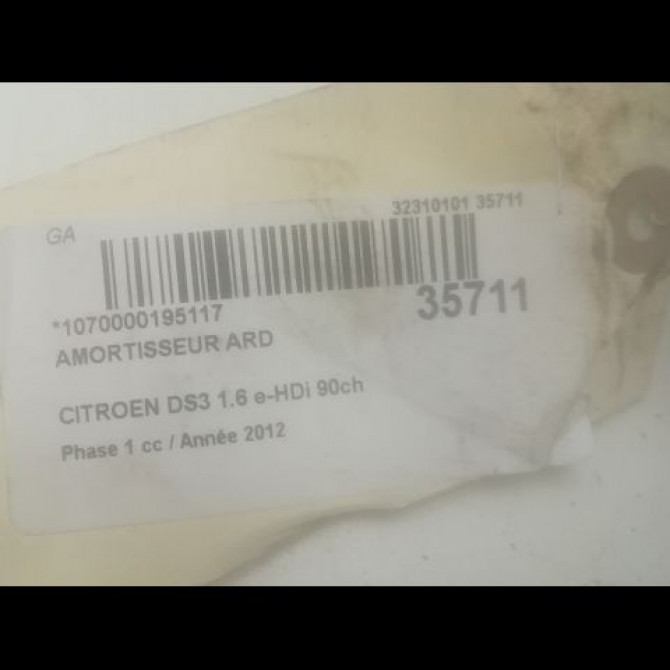 GA
32310101 35711
*1070000195117
35711
AMORTISSEUR ARD
CITROEN DS3 1.6 e-HDi 90ch
Phase 1 cc / Année 2012